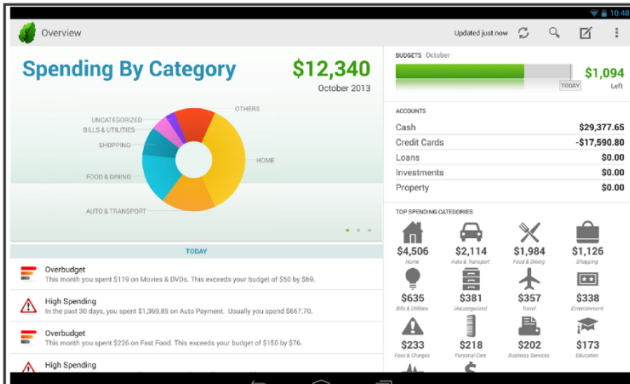 10:48
Overview
Updated just now
Spending By Category
$12,340
October 2013
OTHERS
UNCATEGORIZED
BILLS & UTILITIES
SHOPPING
HOME
FOOD & DINING
AUTO & TRANSPORT
TODAY
Overbudget
This month you spent $119 on Movies & DVDs. This exceeds your budget of $50 by $69.
High Spending
In the past 30 days, you spent $1,369.85 on Auto Payment. Usually you spend $667.70.
Overbudget
This month you spent $226 on Fast Food. This exceeds your budget of $150 by $76.
High Spending
BUDGETS October
$1,094
TODAY
Left
ACCOUNTS
Cash $29,377.65
Credit Cards -$17,590.80
Loans $0.00
Investments $0.00
Property $0.00
TOP SPENDING CATEGORIES
$4,506 $2,114 $1,984 $1,126
Home Auto & Transport Food & Dining Shopping
$635 $381 $357 $338
Bills & Utilities Uncategorized Travel Entertainment
$233 $218 $202 $173
Fees & Charges Personal Care Business Services Education